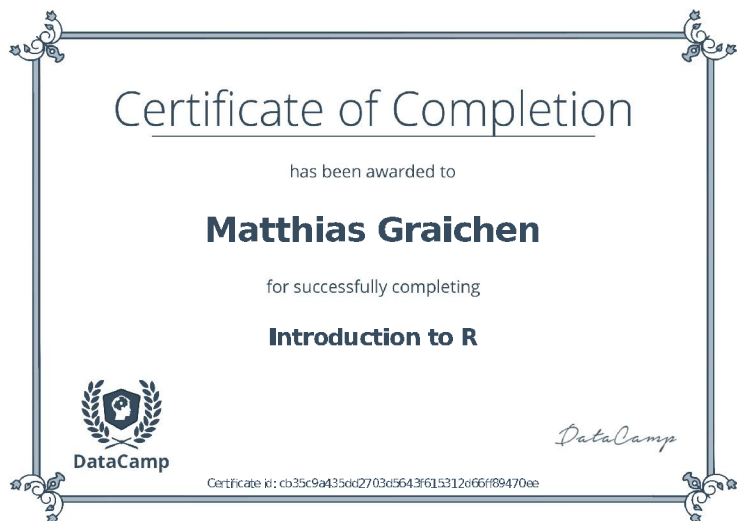 Certificate of Completion
has been awarded to
Matthias Graichen
for successfully completing
Introduction to R
DataCamp
DataCamp
Certificate id: cb35c9a435dd2703d5643f615312d66ff89470ee